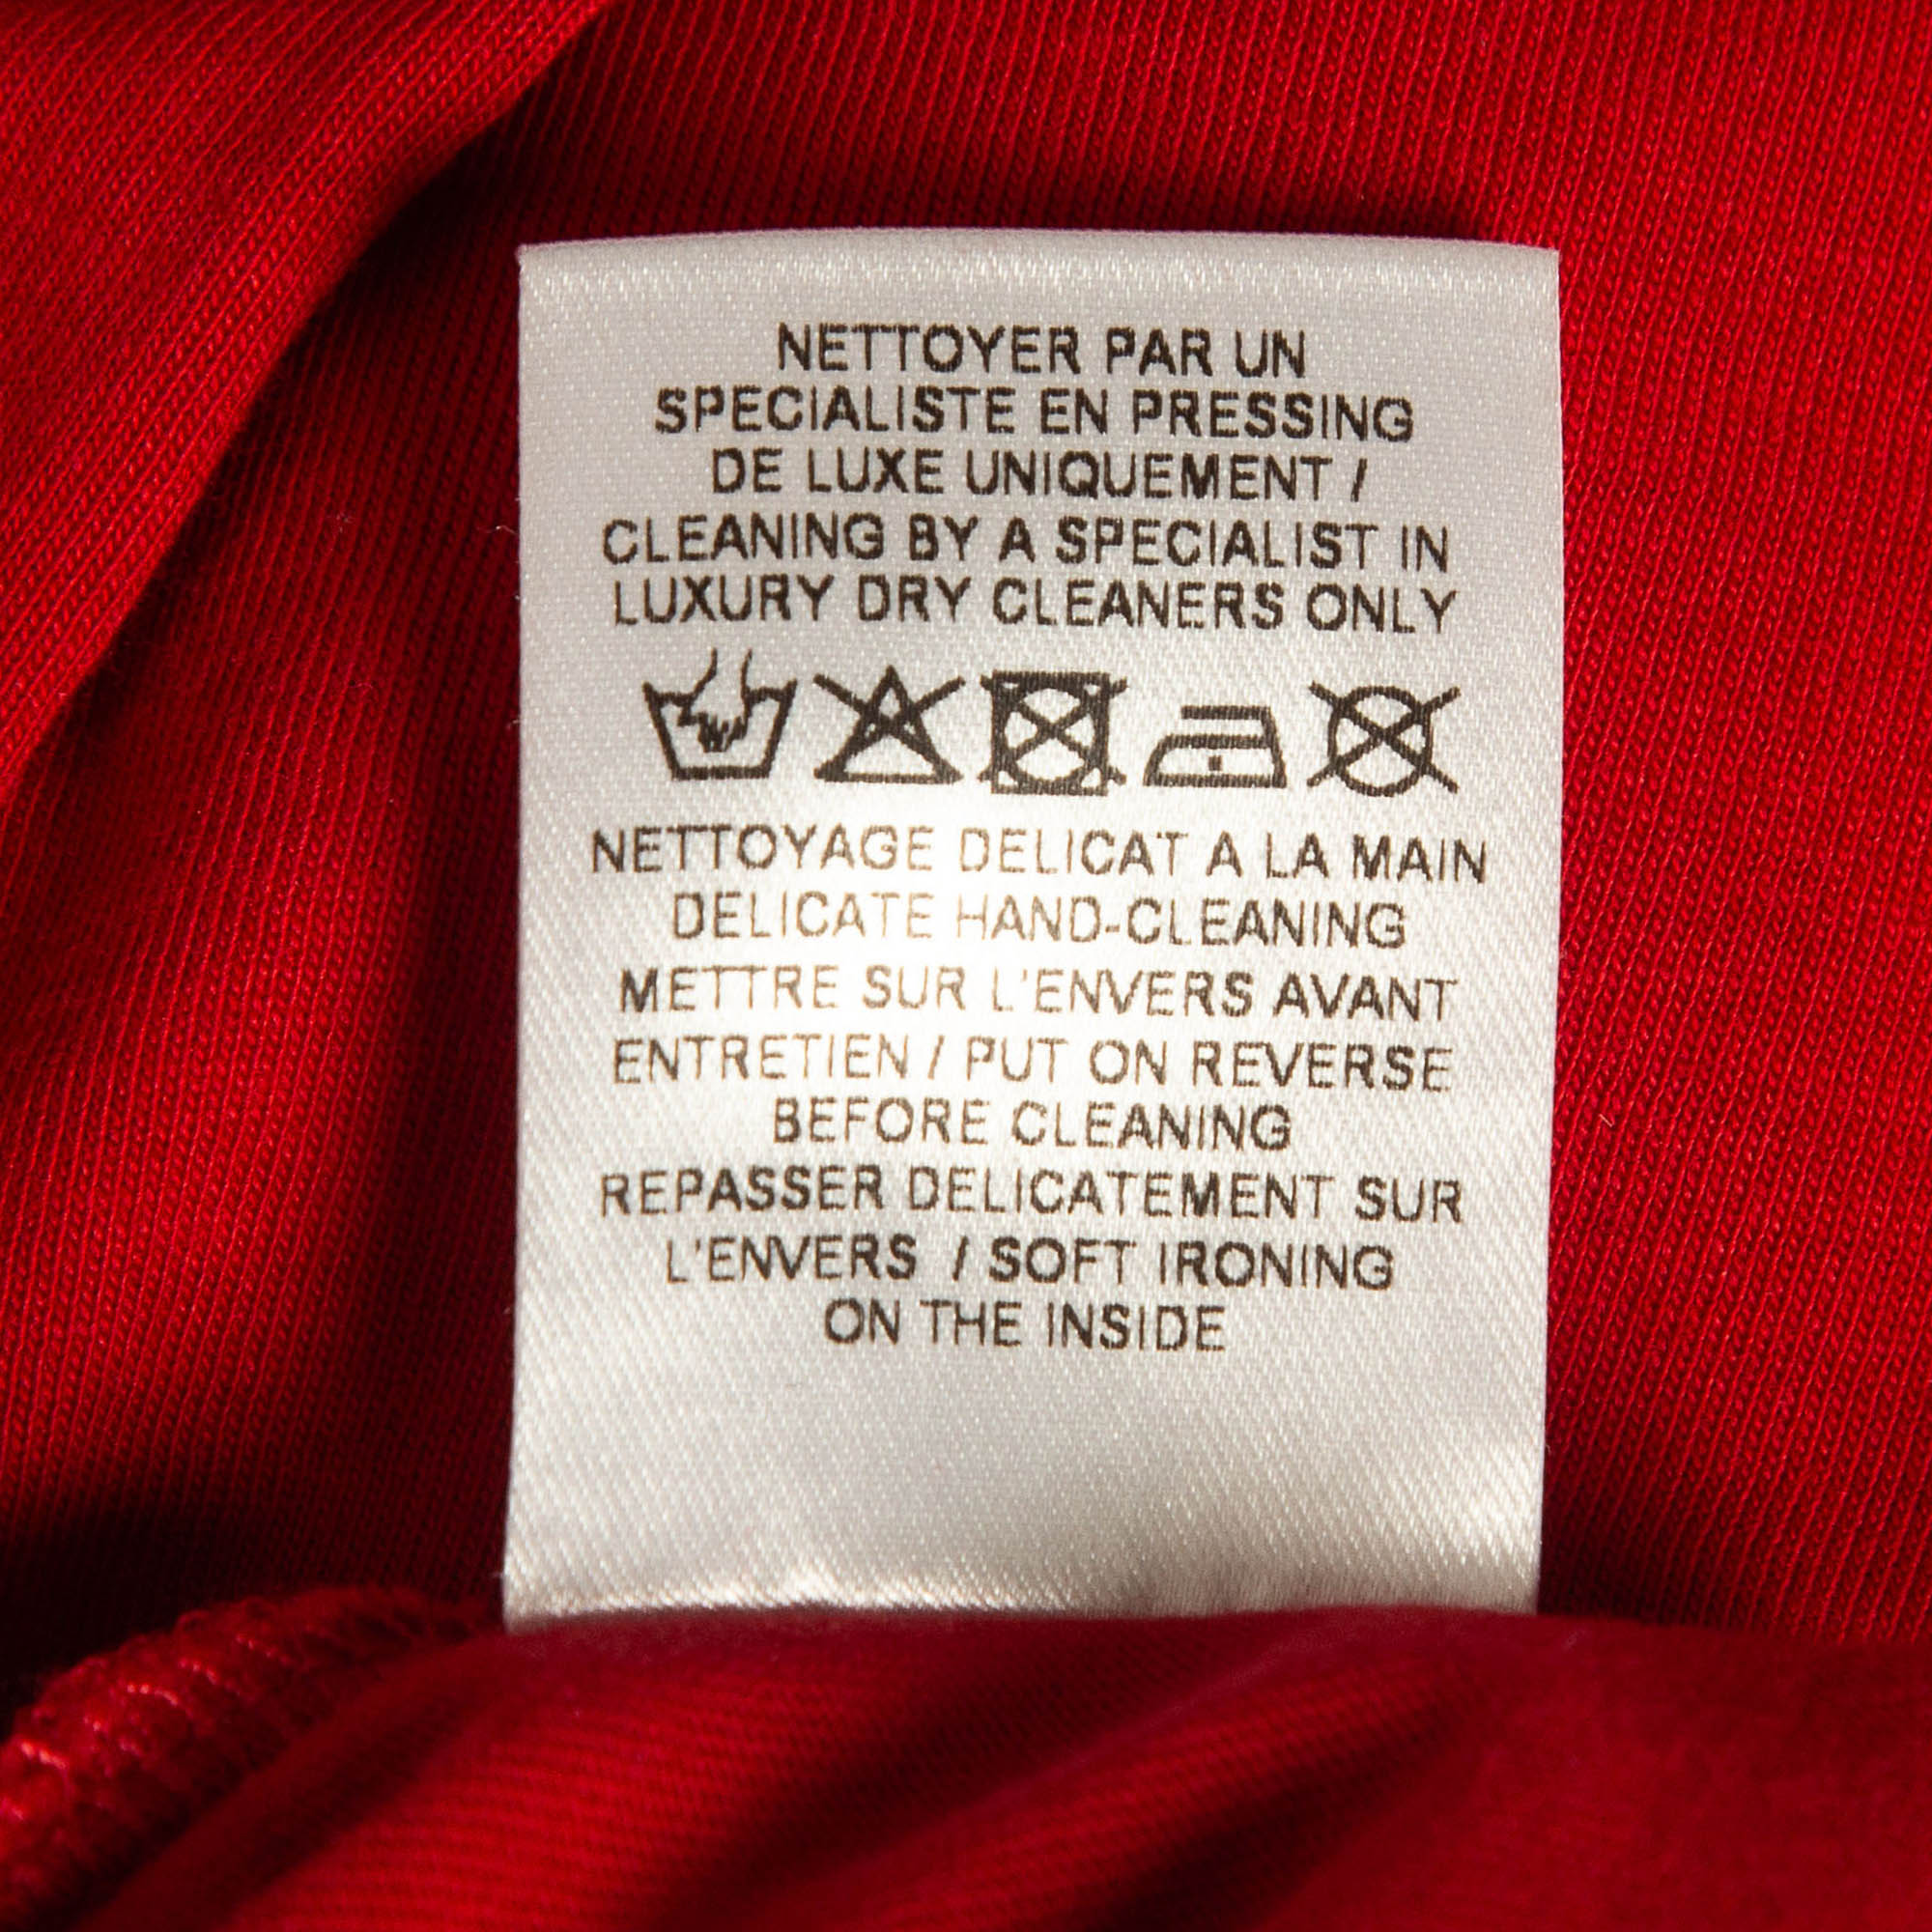 NETTOYER PAR UN
SPECIALISTE EN PRESSING
DE LUXE UNIQUEMENT /
CLEANING BY A SPECIALIST IN
LUXURY DRY CLEANERS ONLY
NETTOYAGE DELICAT A LA MAIN
DELICATE HAND-CLEANING
METTRE SUR L'ENVERS AVANT
ENTRETIEN / PUT ON REVERSE
BEFORE CLEANING
REPASSER DELICATEMENT SUR
L'ENVERS / SOFT IRONING
ON THE INSIDE